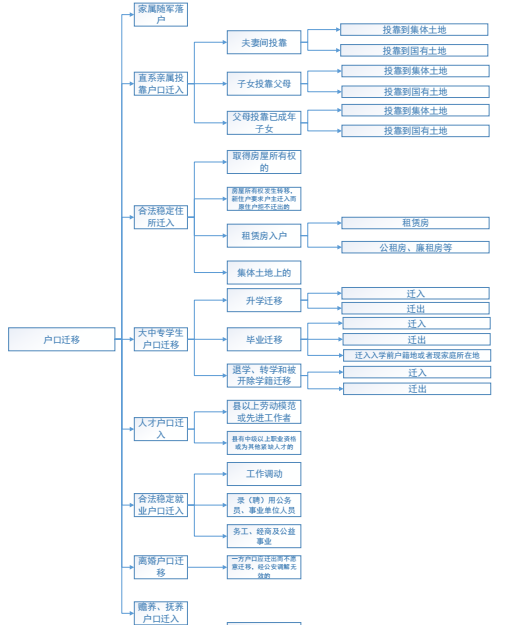 家属随军落
户
直系亲属投
靠户口迁入
夫妻间投靠
投靠到集体土地
投靠到国有土地
子女投靠父母
投靠到集体土地
投靠到国有土地
父母投靠已成年
子女
投靠到集体土地
投靠到国有土地
合法稳定住
所迁入
取得房屋所有权
的
房屋所有权发生转移，
新住户要求户主迁入而
原住户拒不迁出的
租赁房入户
租赁房
公租房、廉租房等
集体土地上的
户口迁移
大中专学生
户口迁移
升学迁移
迁入
迁出
毕业迁移
迁入
迁出
迁入入学前户籍地或者现家庭所在地
退学、转学和被
开除学籍迁移
迁入
迁出
人才户口迁
入
县以上劳动模范
或先进工作者
具有中级以上职业资格
或为其他紧缺人才的
合法稳定就
业户口迁入
工作调动
录（聘）用公务
员、事业单位人员
务工、经商及公益
事业
离婚户口迁
移
一方户口应迁出而不愿
意迁移，经公安调解无
效的
赡养、抚养
户口迁入